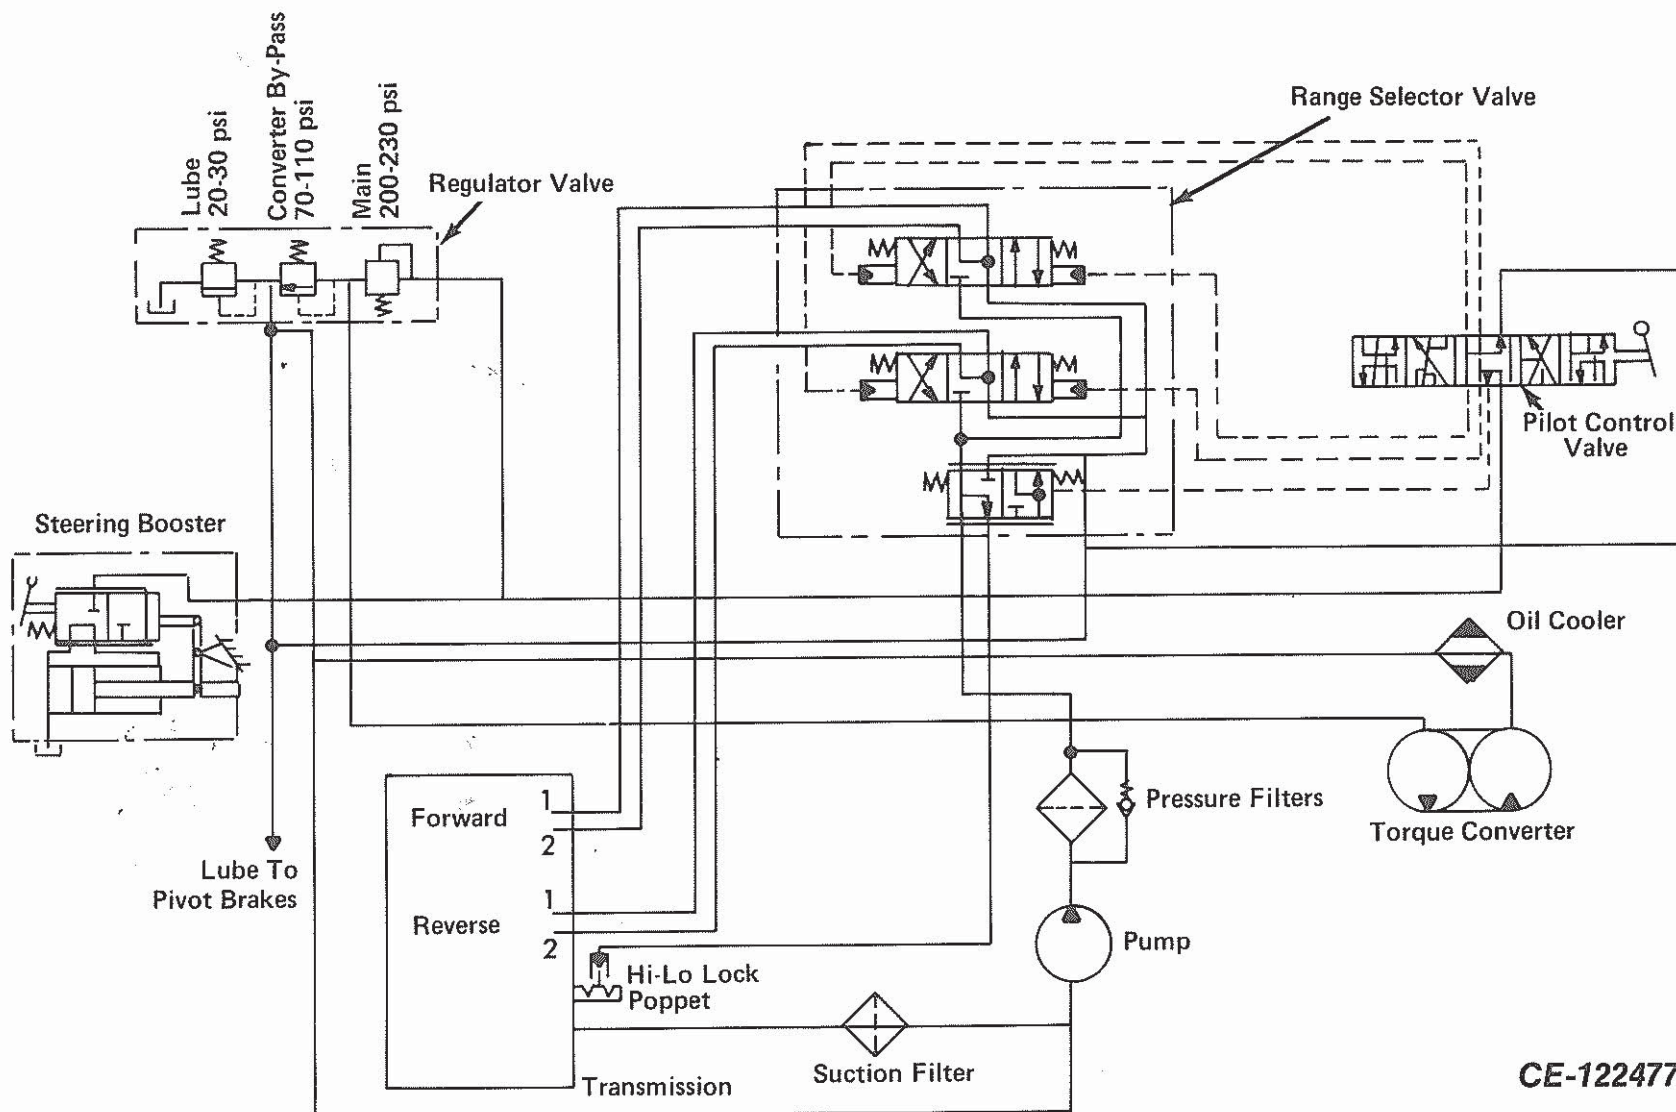 Lube
20-30 psi
Converter By-Pass
70-110 psi
Main
200-230 psi
Regulator Valve
Range Selector Valve
Pilot Control
Valve
Steering Booster
Oil Cooler
Pressure Filters
Torque Converter
Forward
1
2
Reverse
1
2
Lube To
Pivot Brakes
Pump
Hi-Lo Lock
Poppet
Suction Filter
Transmission
CE-122477